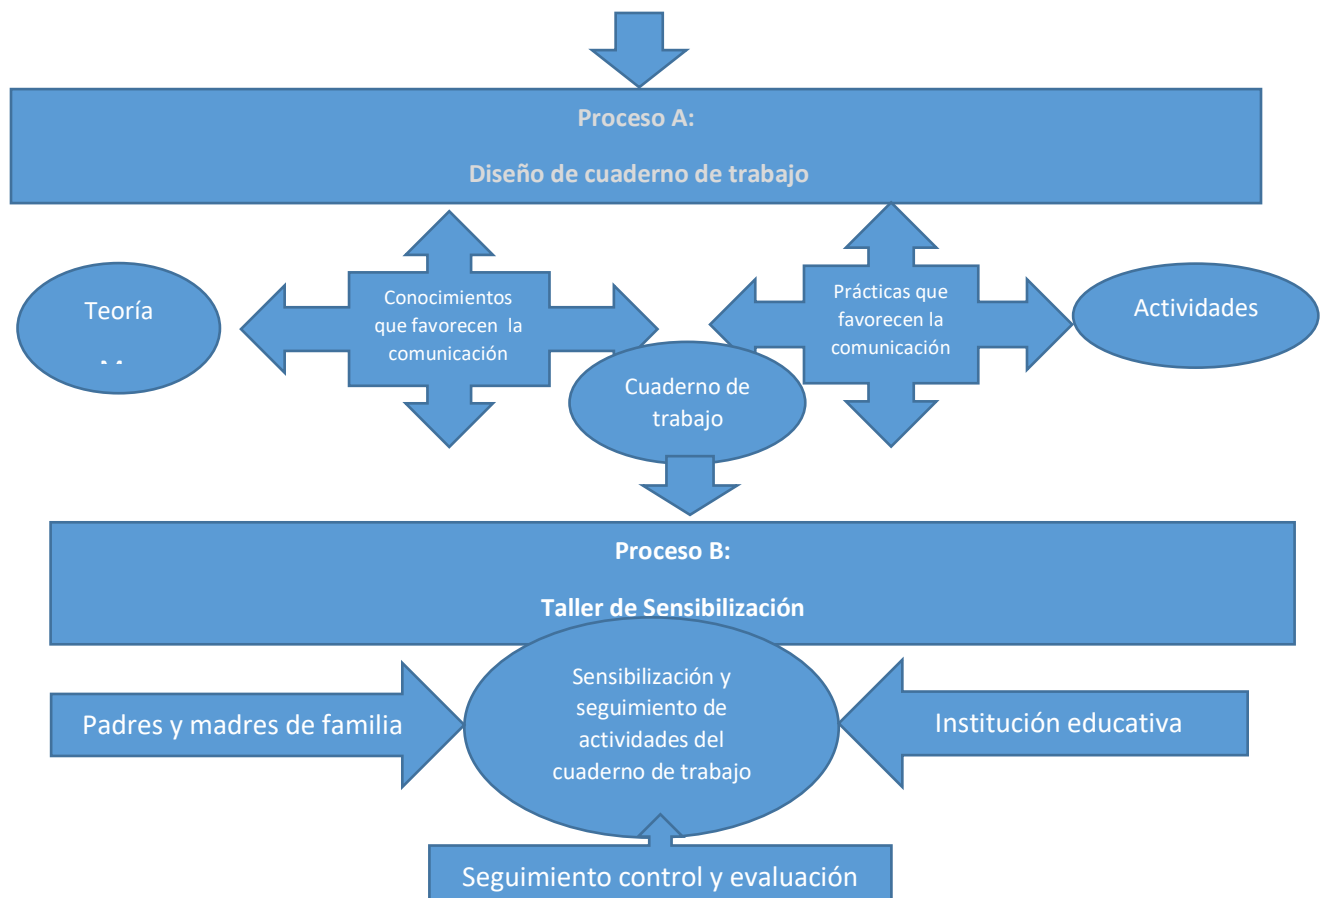 Proceso A:
Diseño de cuaderno de trabajo
Teoría
Conocimientos
que favorecen la
comunicación
Prácticas que
favorecen la
comunicación
Actividades
Cuaderno de
trabajo
Proceso B:
Taller de Sensibilización
Sensibilización y
seguimiento de
actividades del
cuaderno de trabajo
Padres y madres de familia
Institución educativa
Seguimiento control y evaluación